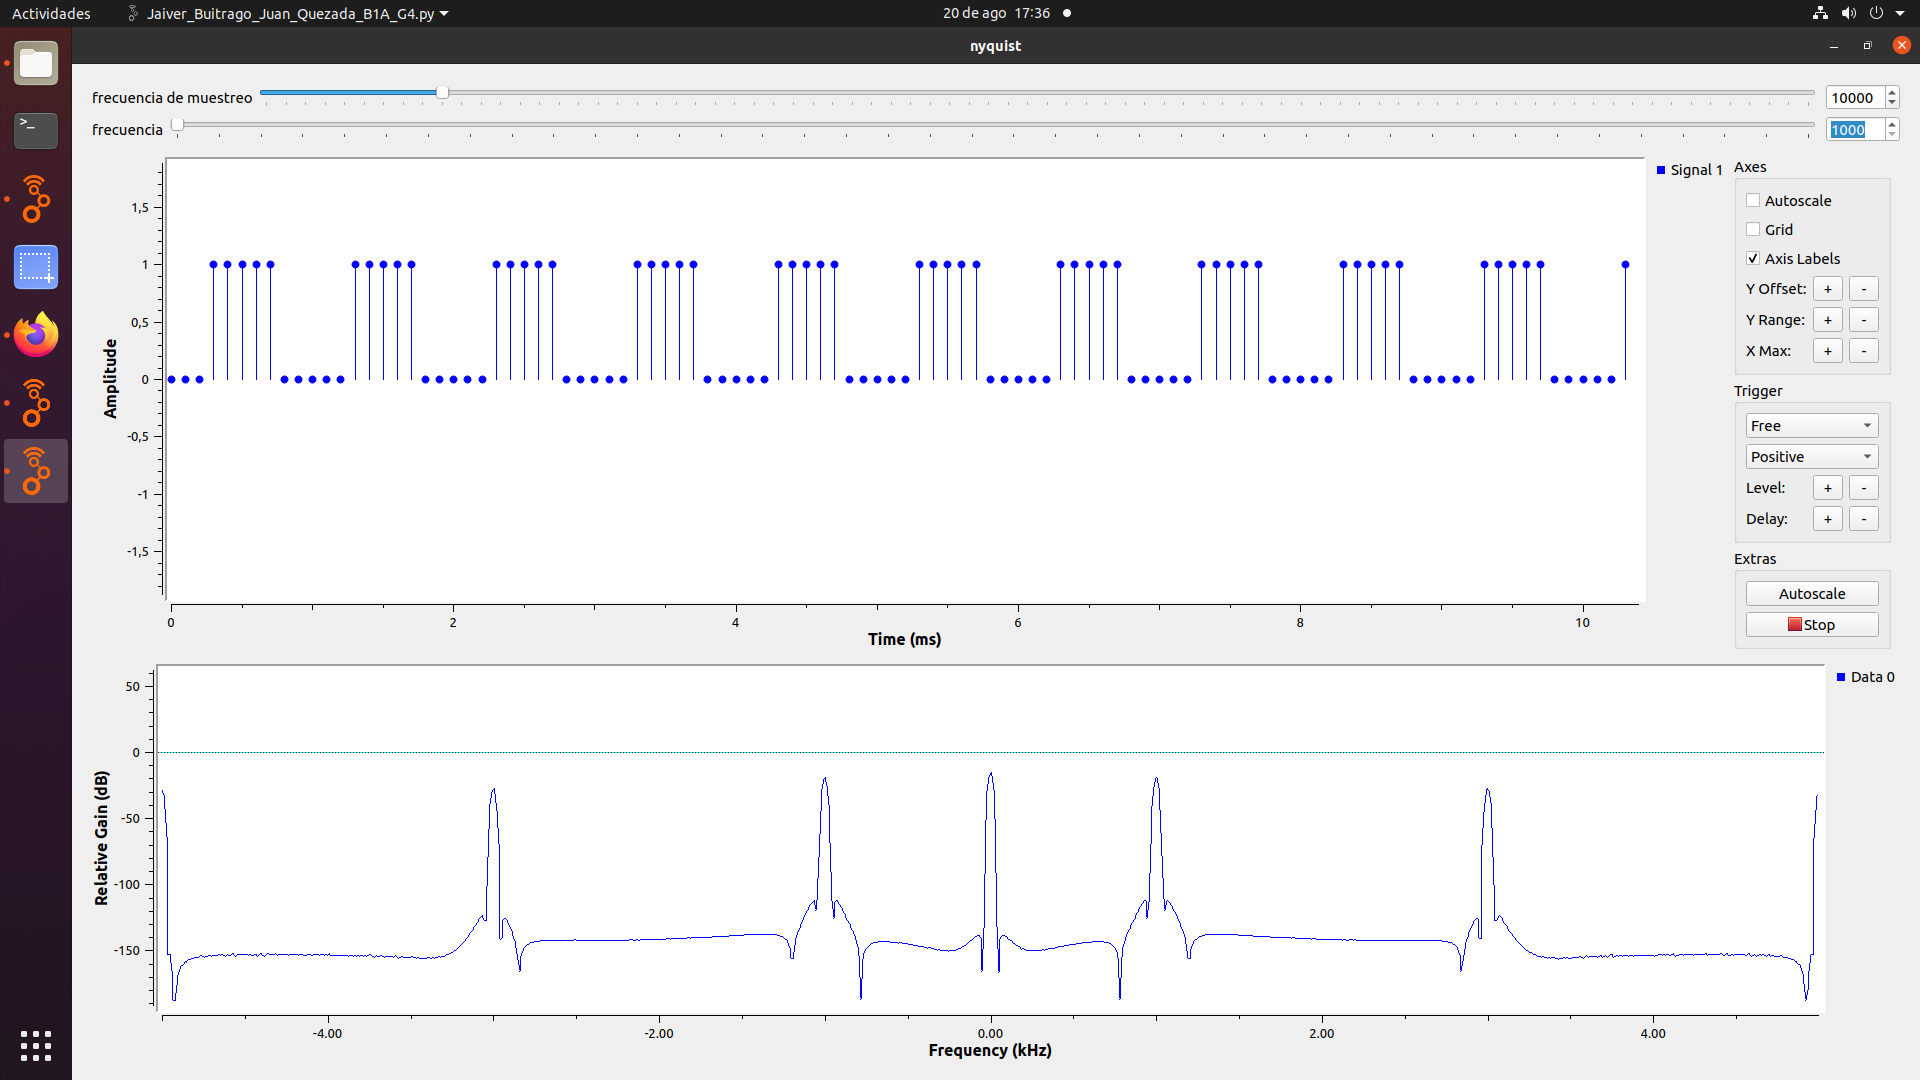 Actividades Jaiver_Buitrago_Juan_Quezada_B1A_G4.py 20 de ago 17:36
nyquist
frecuencia de muestreo 10000
frecuencia 1000
Signal 1
Axes
Autoscale
Grid
Axis Labels
Y Offset: + -
Y Range: + -
X Max: + -
Trigger
Free
Positive
Level: + -
Delay: + -
Extras
Autoscale
Stop
Amplitude
1,5
1
0,5
0
-0,5
-1
-1,5
0 2 4 6 8 10
Time (ms)
Data 0
Relative Gain (dB)
50
0
-50
-100
-150
-4.00 -2.00 0.00 2.00 4.00
Frequency (kHz)